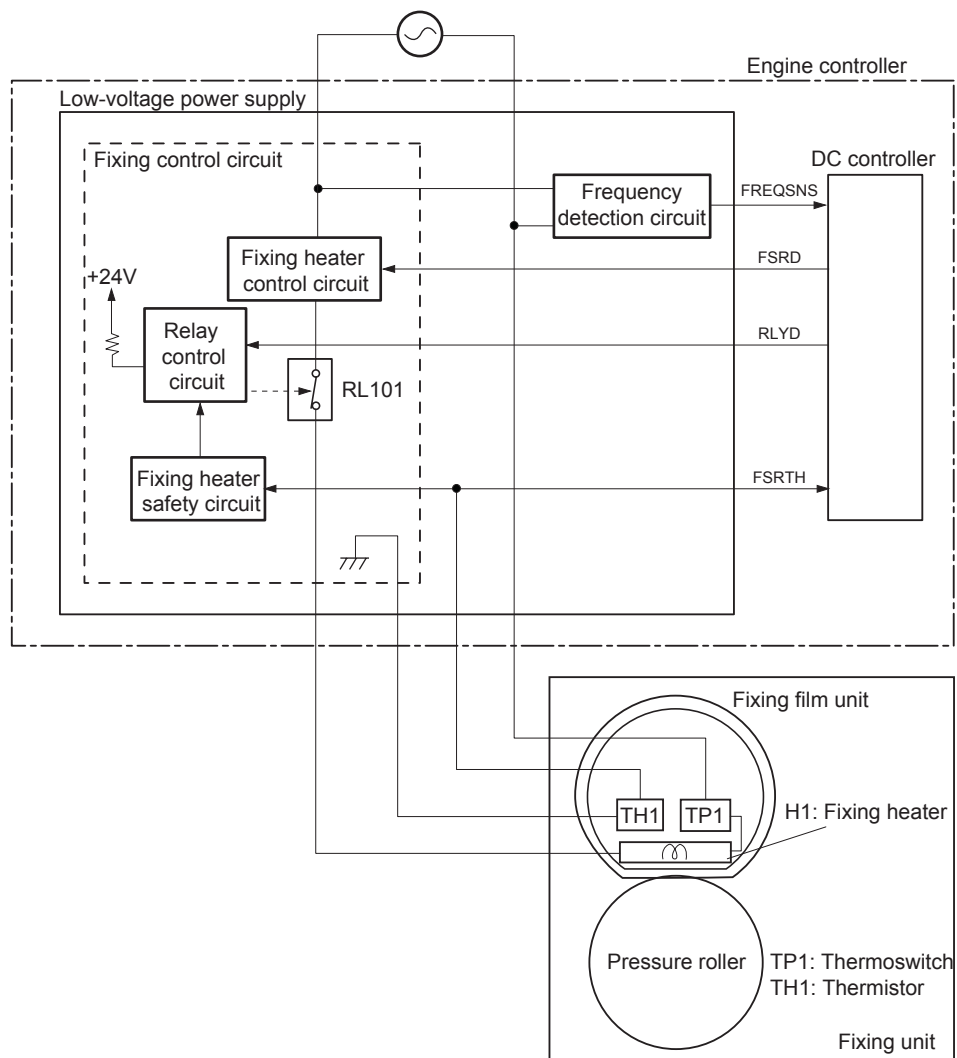 Engine controller
Low-voltage power supply
Fixing control circuit
DC controller
Frequency
detection circuit
FREQSNS
Fixing heater
control circuit
FSRD
+24V
Relay
control
circuit
RLYD
RL101
Fixing heater
safety circuit
FSRTH
Fixing film unit
TH1
TP1
H1: Fixing heater
Pressure roller
TP1: Thermoswitch
TH1: Thermistor
Fixing unit